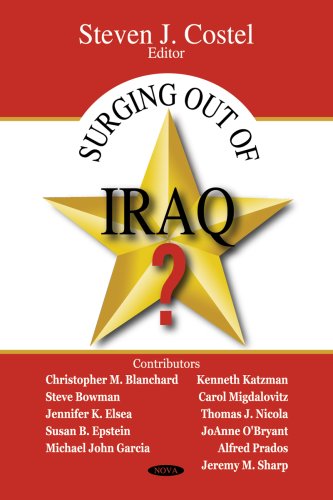 Steven J. Costel
Editor
SURGING OUT OF
IRAQ
?
Contributors
Christopher M. Blanchard
Steve Bowman
Jennifer K. Elsea
Susan B. Epstein
Michael John Garcia
Kenneth Katzman
Carol Migdalovitz
Thomas J. Nicola
JoAnne O'Bryant
Alfred Prados
Jeremy M. Sharp
NOVA